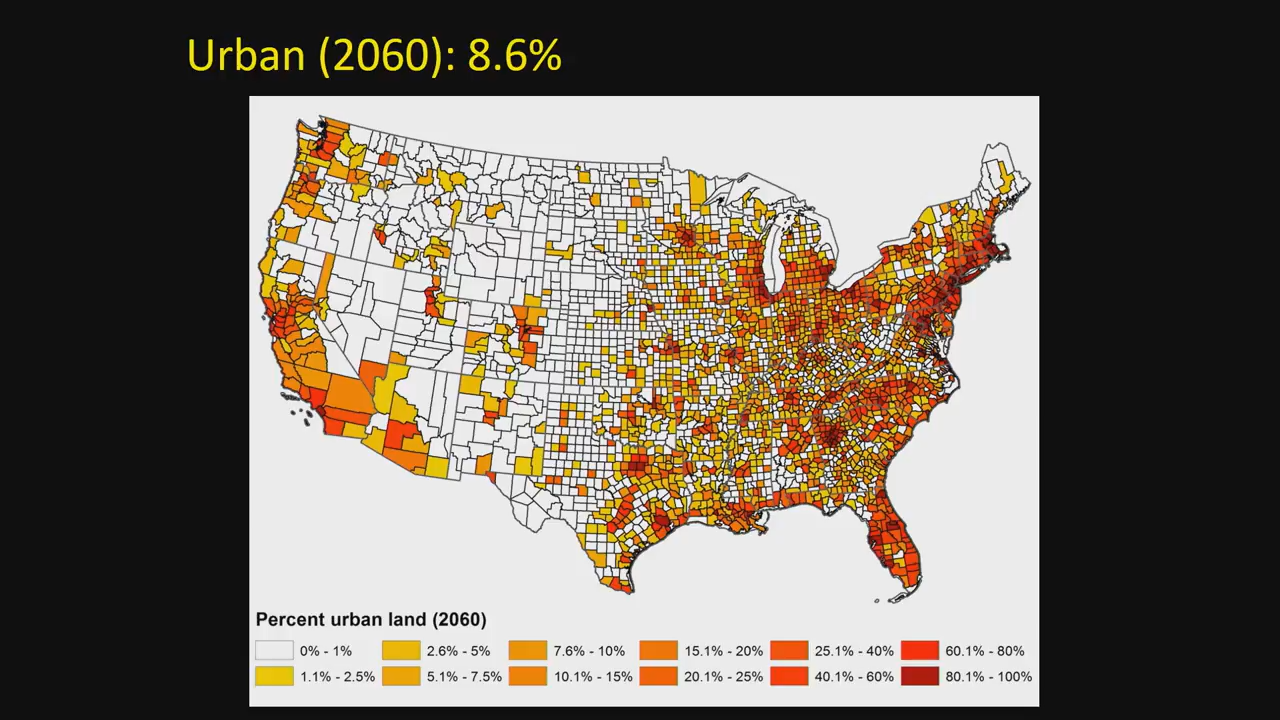 Urban (2060): 8.6%
Percent urban land (2060)
0% - 1%
2.6% - 5%
7.6% - 10%
15.1% - 20%
25.1% - 40%
60.1% - 80%
1.1% - 2.5%
5.1% - 7.5%
10.1% - 15%
20.1% - 25%
40.1% - 60%
80.1% - 100%